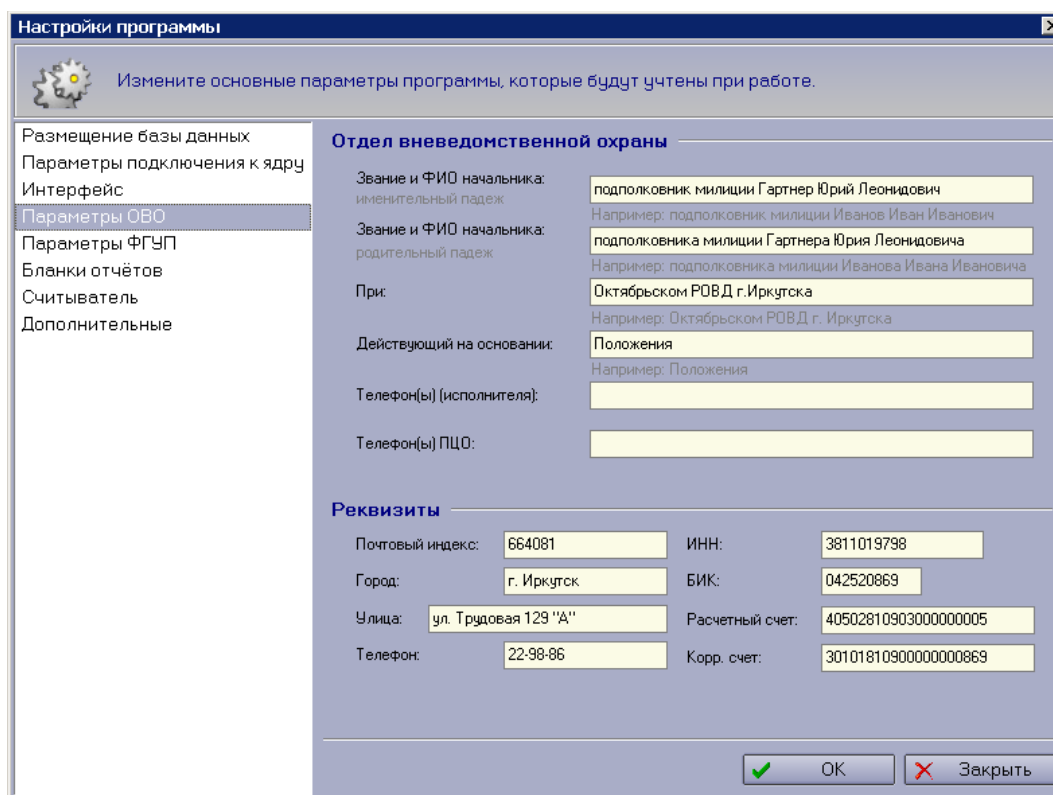 Настройки программы
Измените основные параметры программы, которые будут учтены при работе.
Размещение базы данных
Параметры подключения к ядру
Интерфейс
Параметры ОВО
Параметры ФГУП
Бланки отчётов
Считыватель
Дополнительные
Отдел вневедомственной охраны
Звание и ФИО начальника: подполковник милиции Гартнер Юрий Леонидович
именительный падеж
Например: подполковник милиции Иванов Иван Иванович
Звание и ФИО начальника: подполковника милиции Гартнера Юрия Леонидовича
родительный падеж
Например: подполковника милиции Иванова Ивана Ивановича
При: Октябрьском РОВД г.Иркутска
Например: Октябрьском РОВД г. Иркутска
Действующий на основании: Положения
Например: Положения
Телефон(ы) (исполнителя):
Телефон(ы) ПЦО:
Реквизиты
Почтовый индекс: 664081 ИНН: 3811019798
Город: г. Иркутск БИК: 042520869
Улица: ул. Трудовая 129 "А" Расчетный счет: 40502810903000000005
Телефон: 22-98-86 Корр. счет: 30101810900000000869
OK Закрыть